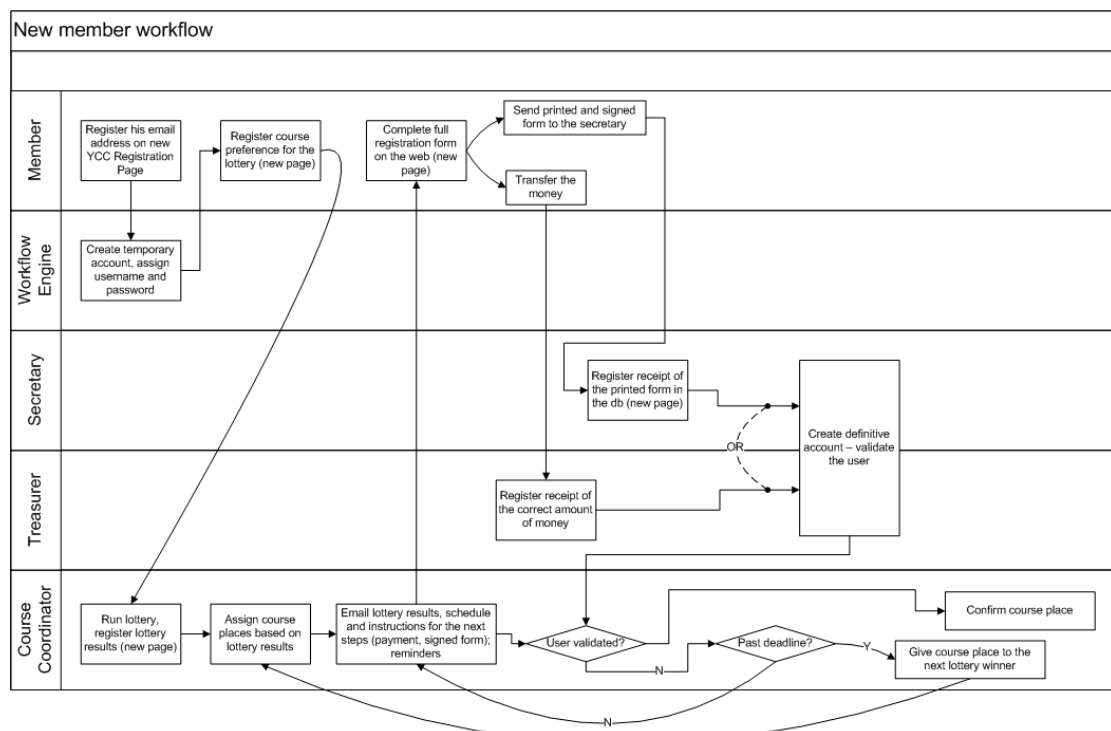 New member workflow
Member
Register his email
address on new
YCC Registration
Page
Register course
preference for the
lottery (new page)
Complete full
registration form
on the web (new
page)
Send printed and signed
form to the secretary
Transfer the
money
Workflow
Engine
Create temporary
account, assign
username and
password
Secretary
Register receipt of
the printed form in
the db (new page)
OR
Create definitive
account – validate
the user
Treasurer
Register receipt of
the correct amount
of money
Course
Coordinator
Run lottery,
register lottery
results (new page)
Assign course
places based on
lottery results
Email lottery results, schedule
and instructions for the next
steps (payment, signed form);
reminders
User validated?
N
Past deadline?
Y
Confirm course place
Give course place to the
next lottery winner
N